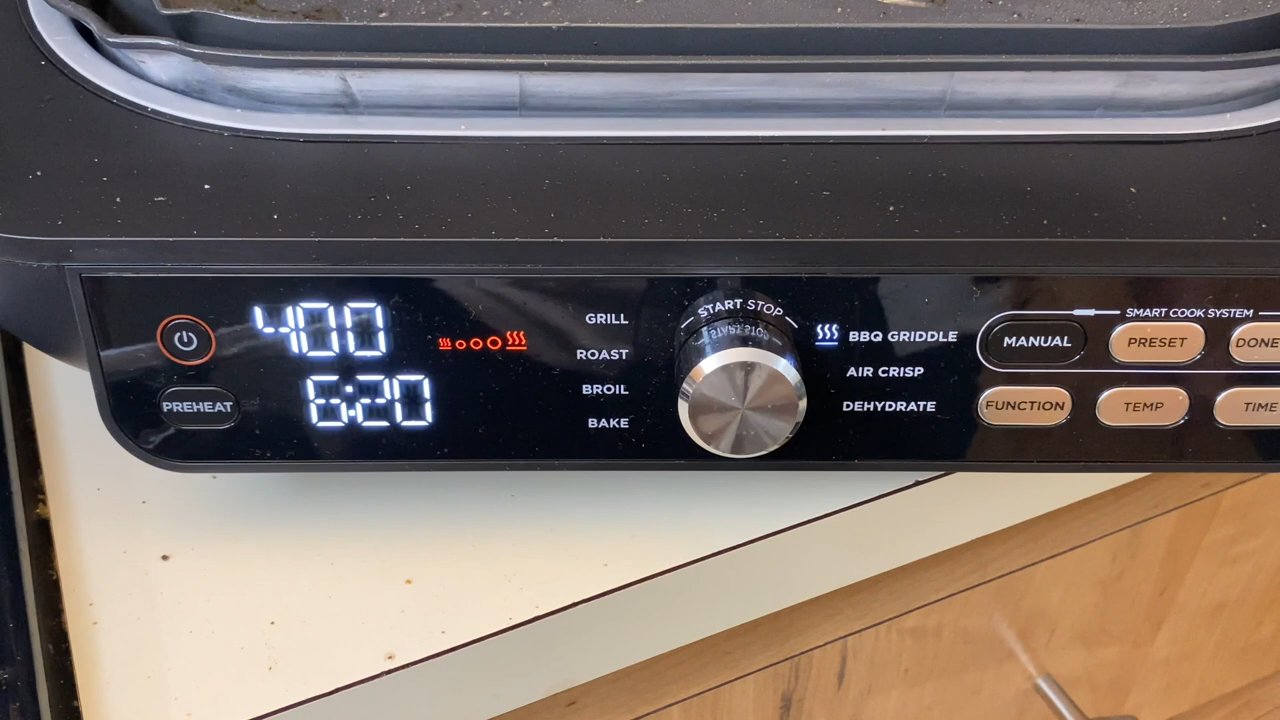 400
6:20
PREHEAT
GRILL
ROAST
BROIL
BAKE
START STOP
BBQ GRIDDLE
AIR CRISP
DEHYDRATE
SMART COOK SYSTEM
MANUAL
PRESET
DONE
FUNCTION
TEMP
TIME